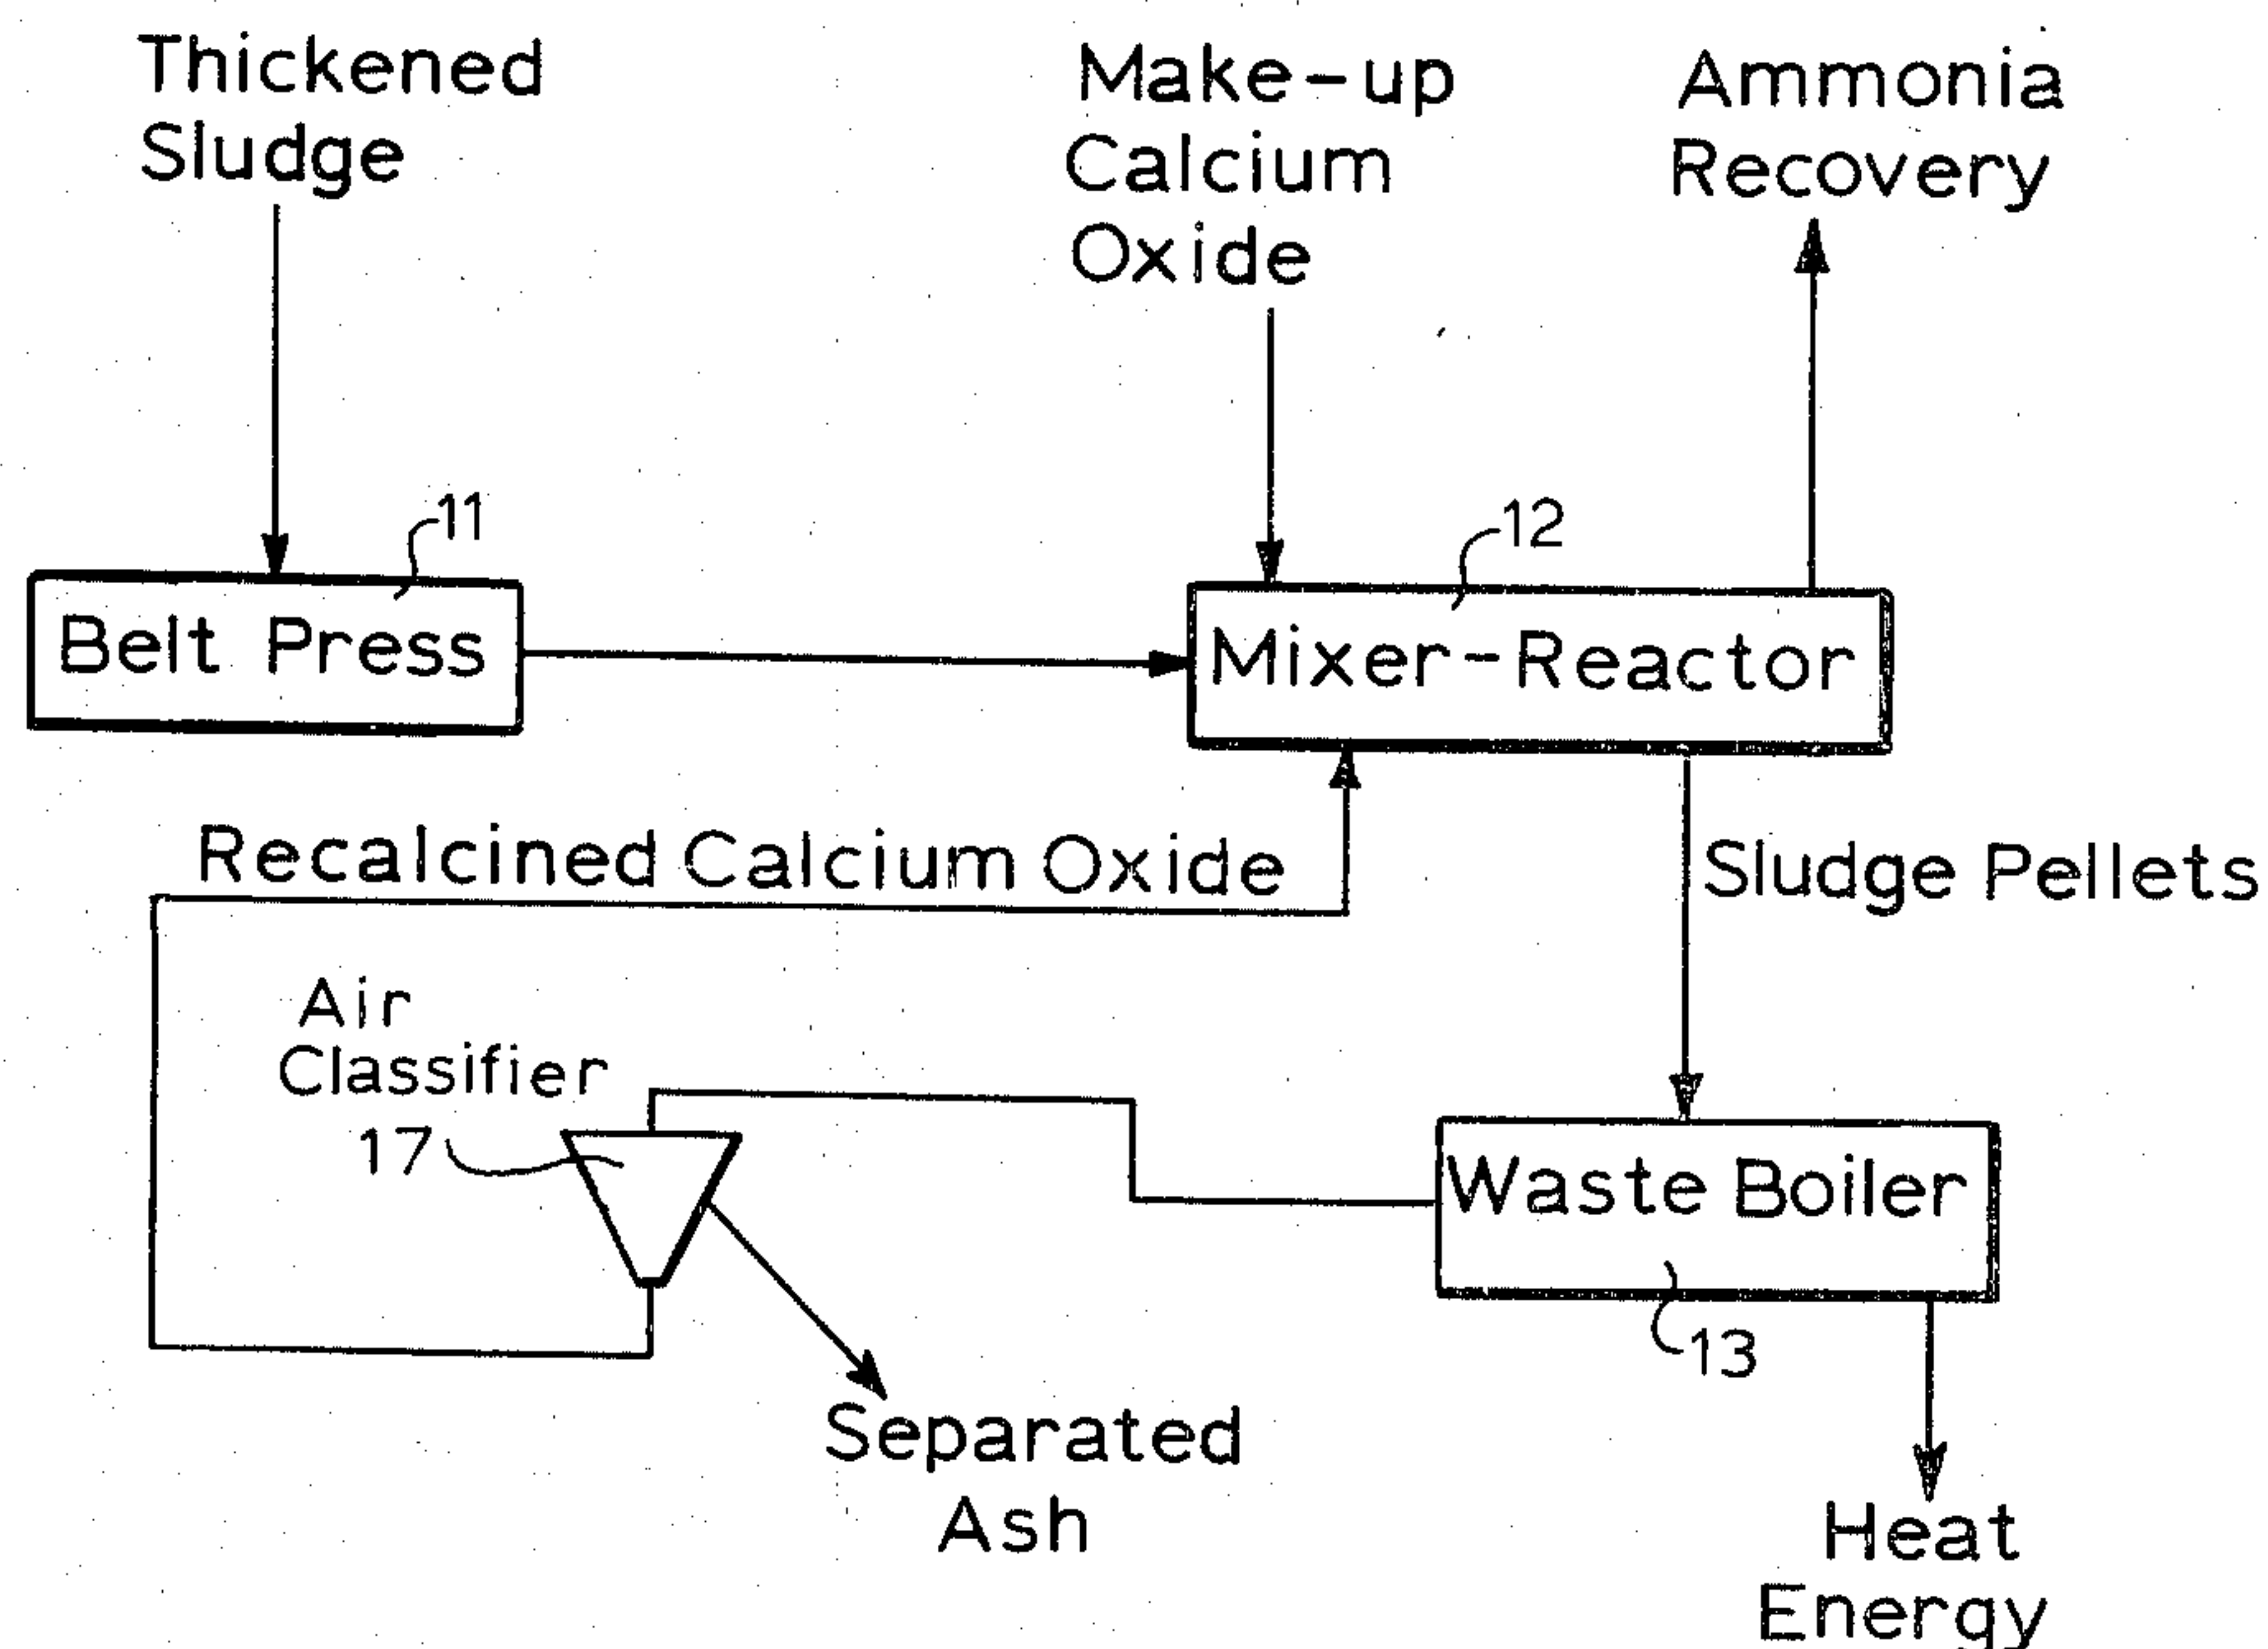 Thickened
Sludge
Make-up
Calcium
Oxide
Ammonia
Recovery
11
12
Belt Press
Mixer-Reactor
Recalcined Calcium Oxide
Sludge Pellets
Air
Classifier
17
Waste Boiler
13
Separated
Ash
Heat
Energy